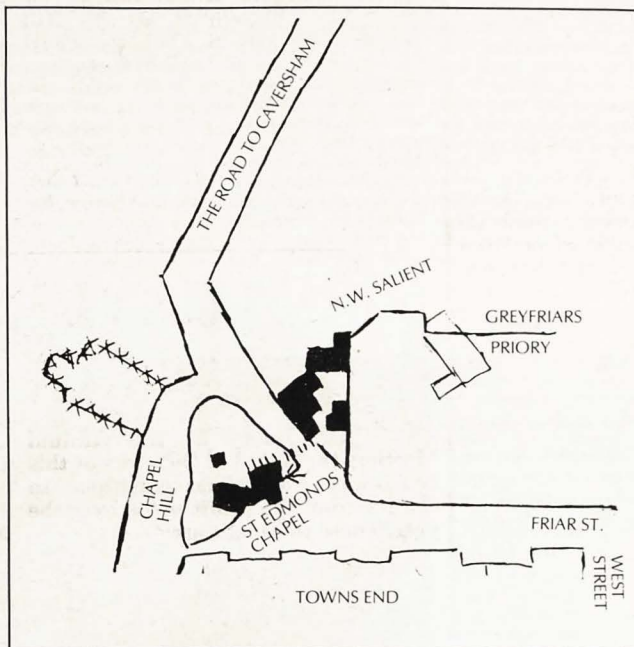 THE ROAD TO CAVERSHAM
N.W. SALIENT
GREYFRIARS
PRIORY
CHAPEL
HILL
ST. EDMONDS
CHAPEL
FRIAR ST.
WEST
STREET
TOWNS END